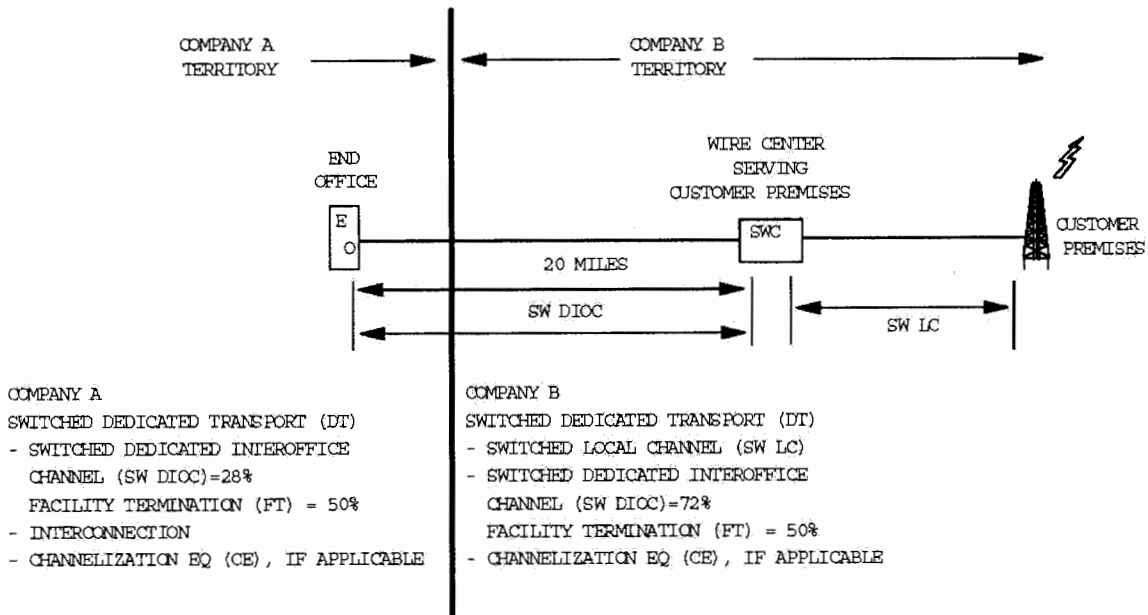 COMPANY A
TERRITORY
COMPANY B
TERRITORY
END
OFFICE
WIRE CENTER
SERVING
CUSTOMER PREMISES
E
O
SWC
CUSTOMER
PREMISES
20 MILES
SW DIOC
SW LC
COMPANY A
SWITCHED DEDICATED TRANSPORT (DT)
- SWITCHED DEDICATED INTEROFFICE
CHANNEL (SW DIOC)=28%
FACILITY TERMINATION (FT) = 50%
- INTERCONNECTION
- CHANNELIZATION EQ (CE), IF APPLICABLE
COMPANY B
SWITCHED DEDICATED TRANSPORT (DT)
- SWITCHED LOCAL CHANNEL (SW LC)
- SWITCHED DEDICATED INTEROFFICE
CHANNEL (SW DIOC)=72%
FACILITY TERMINATION (FT) = 50%
- CHANNELIZATION EQ (CE), IF APPLICABLE